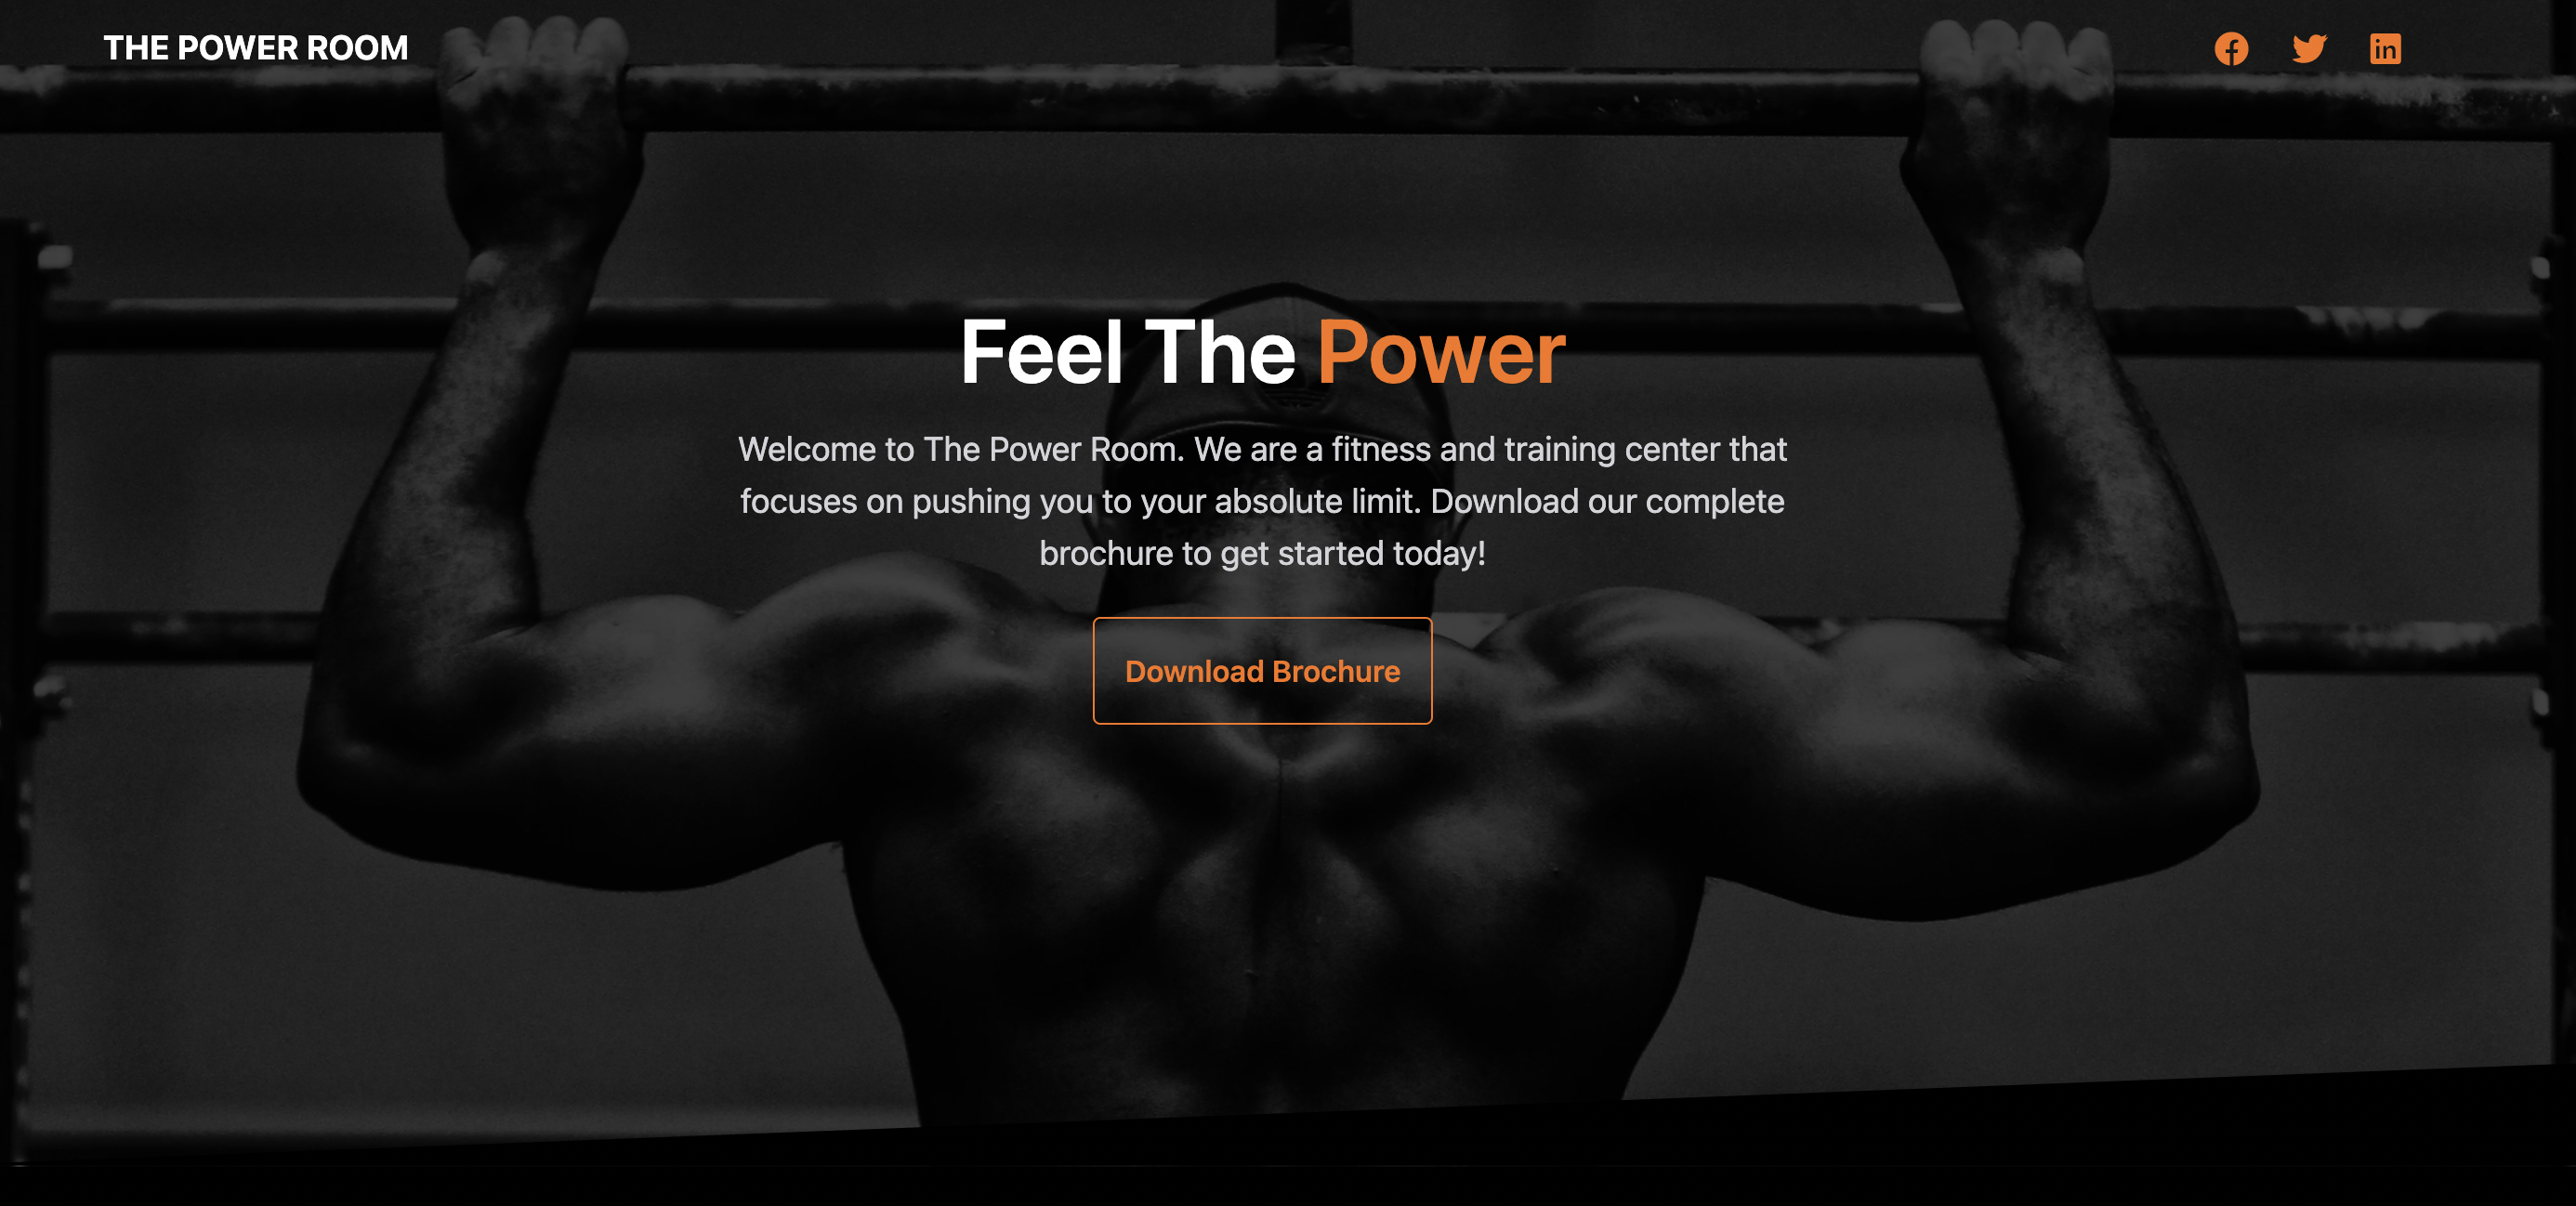 THE POWER ROOM
Feel The Power
Welcome to The Power Room. We are a fitness and training center that
focuses on pushing you to your absolute limit. Download our complete
brochure to get started today!
Download Brochure